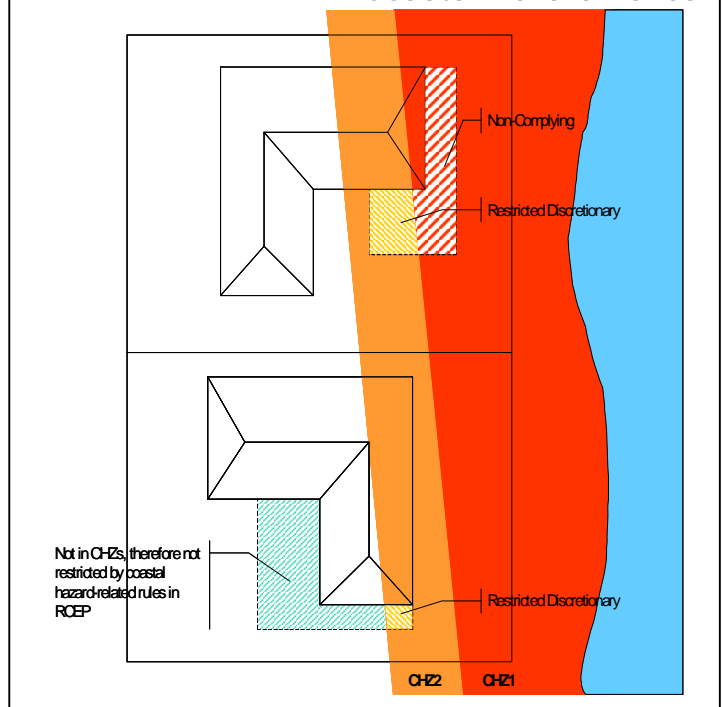 Non-Complying
Restricted Discretionary
Not in CHZs, therefore not
restricted by coastal
hazard-related rules in
RCEP
Restricted Discretionary
CHZ2 CHZ1